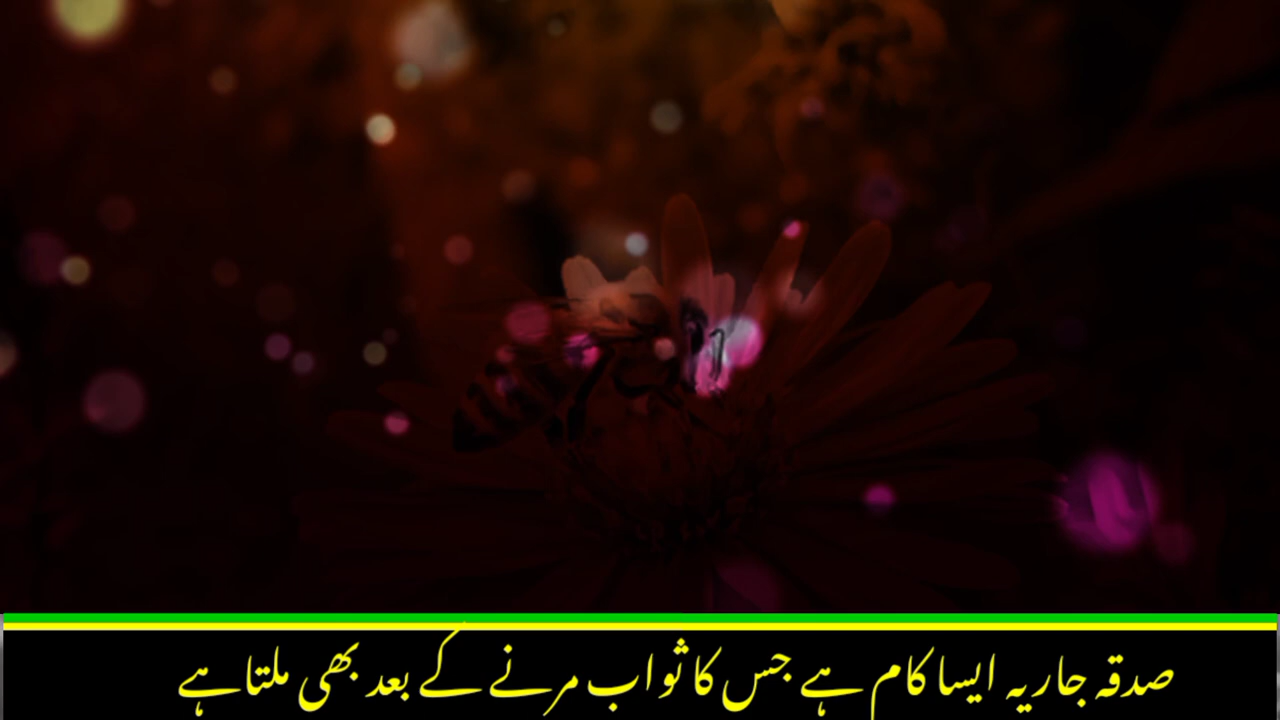 صدقہ جاریہ ایسا کام ہے جس کا ثواب مرنے کے بعد بھی ملتا ہے